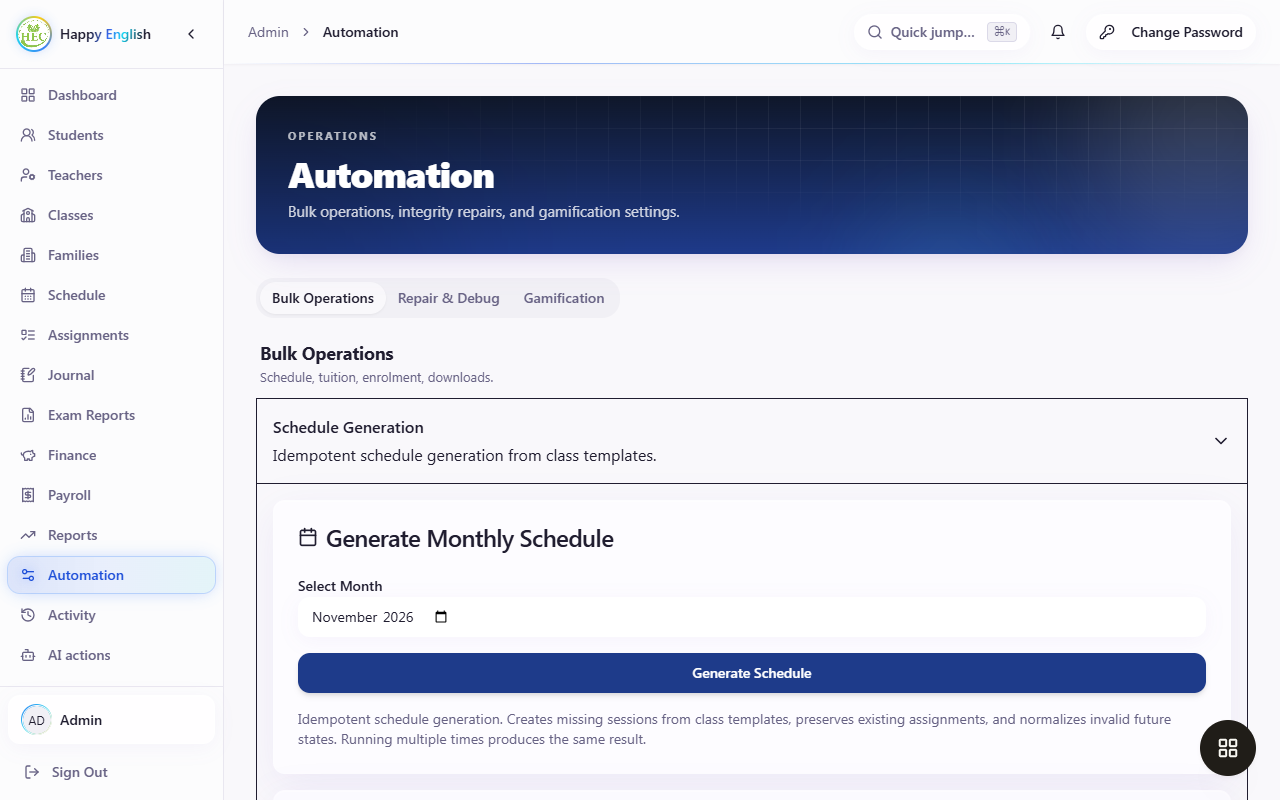 HEC
Happy English
Admin
Automation
Quick jump...
⌘K
Change Password
Dashboard
Students
Teachers
Classes
Families
Schedule
Assignments
Journal
Exam Reports
Finance
Payroll
Reports
Automation
Activity
AI actions
AD
Admin
Sign Out
OPERATIONS
Automation
Bulk operations, integrity repairs, and gamification settings.
Bulk Operations
Repair & Debug
Gamification
Bulk Operations
Schedule, tuition, enrolment, downloads.
Schedule Generation
Idempotent schedule generation from class templates.
Generate Monthly Schedule
Select Month
November 2026
Generate Schedule
Idempotent schedule generation. Creates missing sessions from class templates, preserves existing assignments, and normalizes invalid future
states. Running multiple times produces the same result.